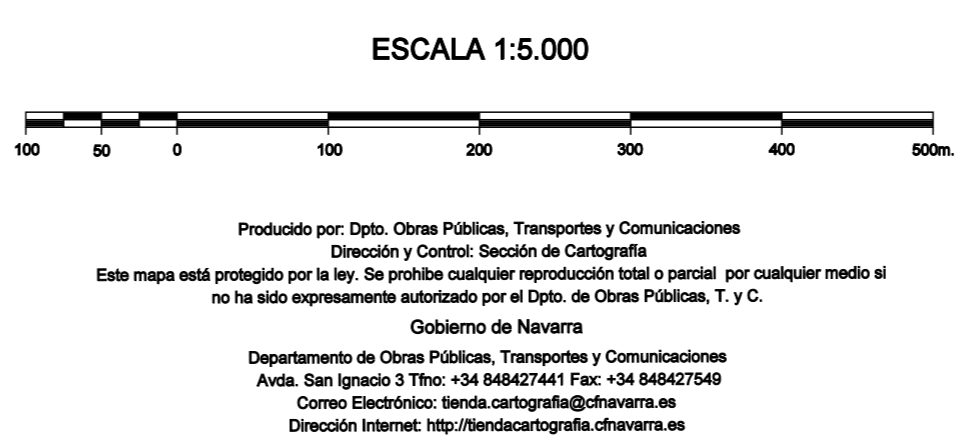 ESCALA 1:5.000
100 50 0 100 200 300 400 500m.
Producido por: Dpto. Obras Públicas, Transportes y Comunicaciones
Dirección y Control: Sección de Cartografía
Este mapa está protegido por la ley. Se prohibe cualquier reproducción total o parcial por cualquier medio si
no ha sido expresamente autorizado por el Dpto. de Obras Públicas, T. y C.
Gobierno de Navarra
Departamento de Obras Públicas, Transportes y Comunicaciones
Avda. San Ignacio 3 Tfno: +34 848427441 Fax: +34 848427549
Correo Electrónico: tienda.cartografia@cfnavarra.es
Dirección Internet: http://tiendacartografia.cfnavarra.es